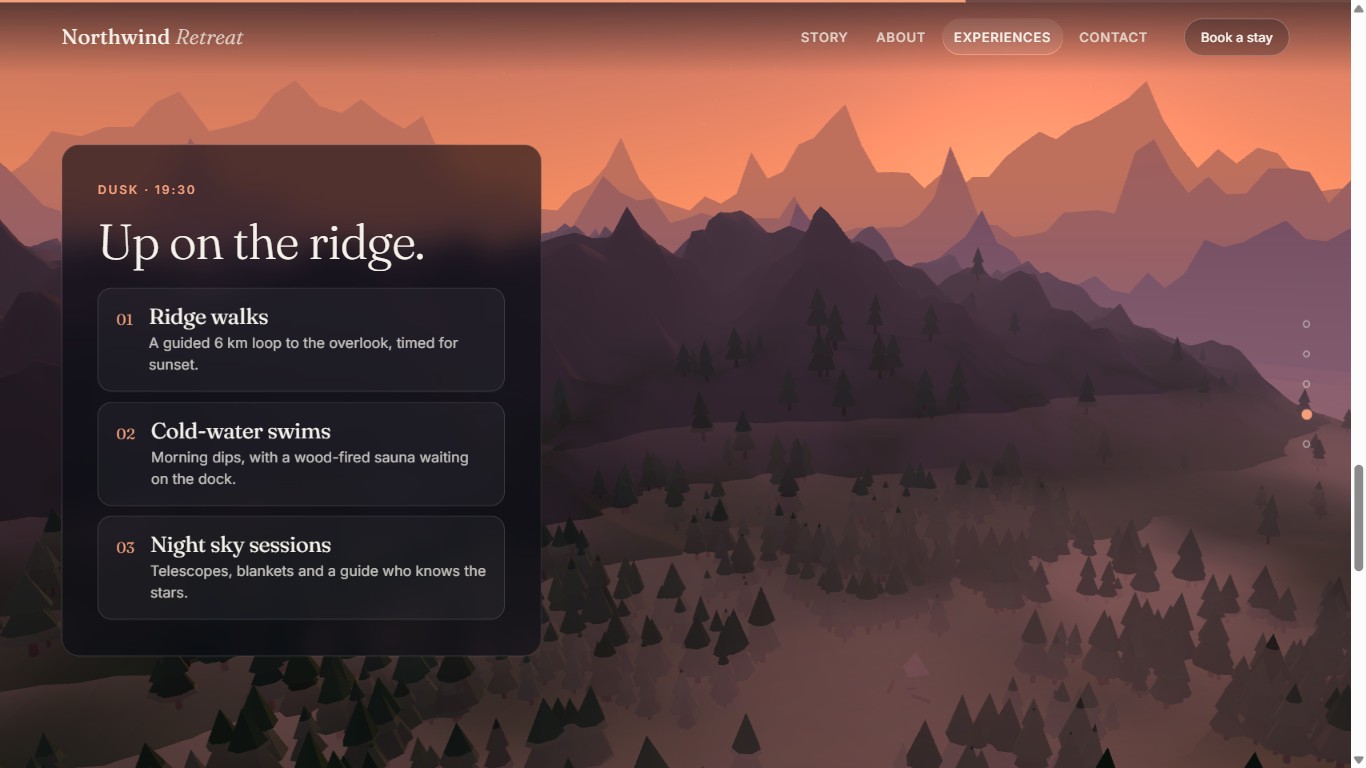 Northwind Retreat
STORY
ABOUT
EXPERIENCES
CONTACT
Book a stay
DUSK · 19:30
Up on the ridge.
01
Ridge walks
A guided 6 km loop to the overlook, timed for
sunset.
02
Cold-water swims
Morning dips, with a wood-fired sauna waiting
on the dock.
03
Night sky sessions
Telescopes, blankets and a guide who knows the
stars.